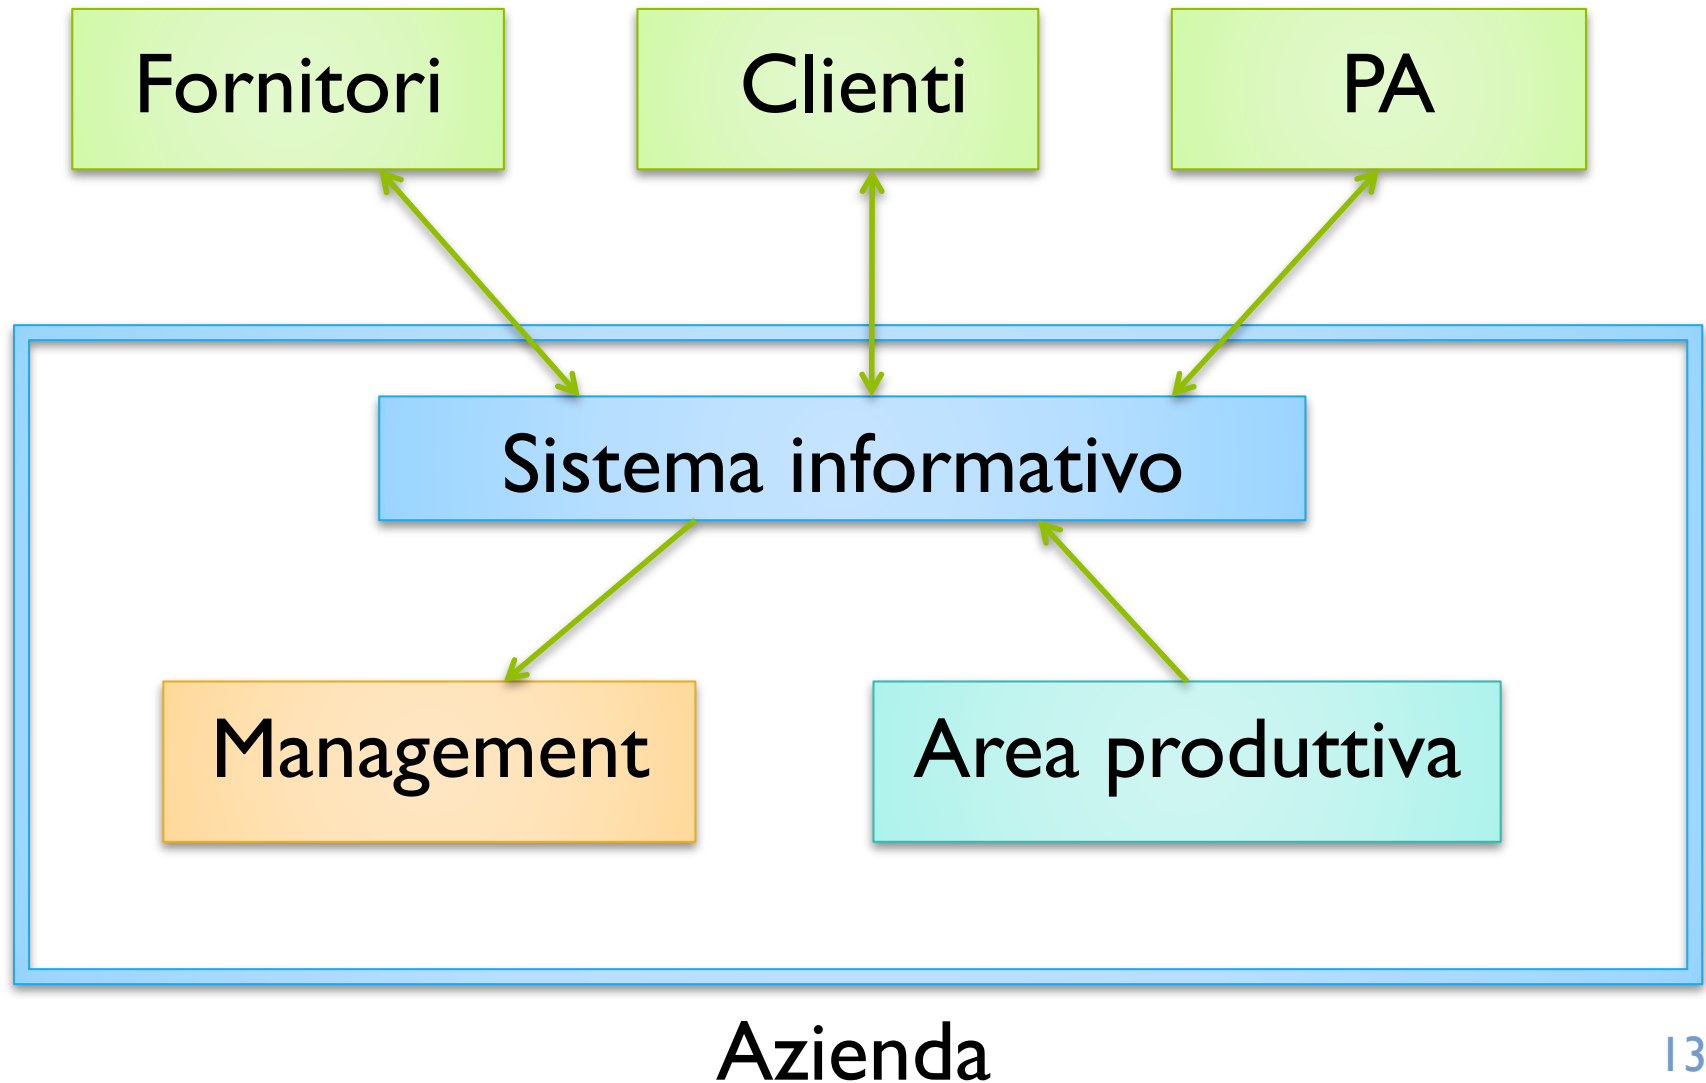 Fornitori
Clienti
PA
Sistema informativo
Management
Area produttiva
Azienda
13